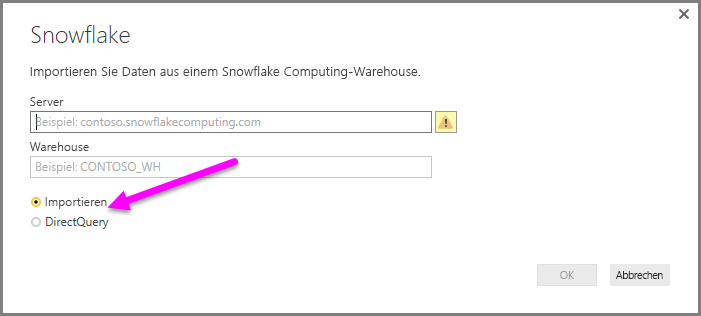 Snowflake
Importieren Sie Daten aus einem Snowflake Computing-Warehouse.
Server
Beispiel: contoso.snowflakecomputing.com
Warehouse
Beispiel: CONTOSO_WH
Importieren
DirectQuery
OK
Abbrechen